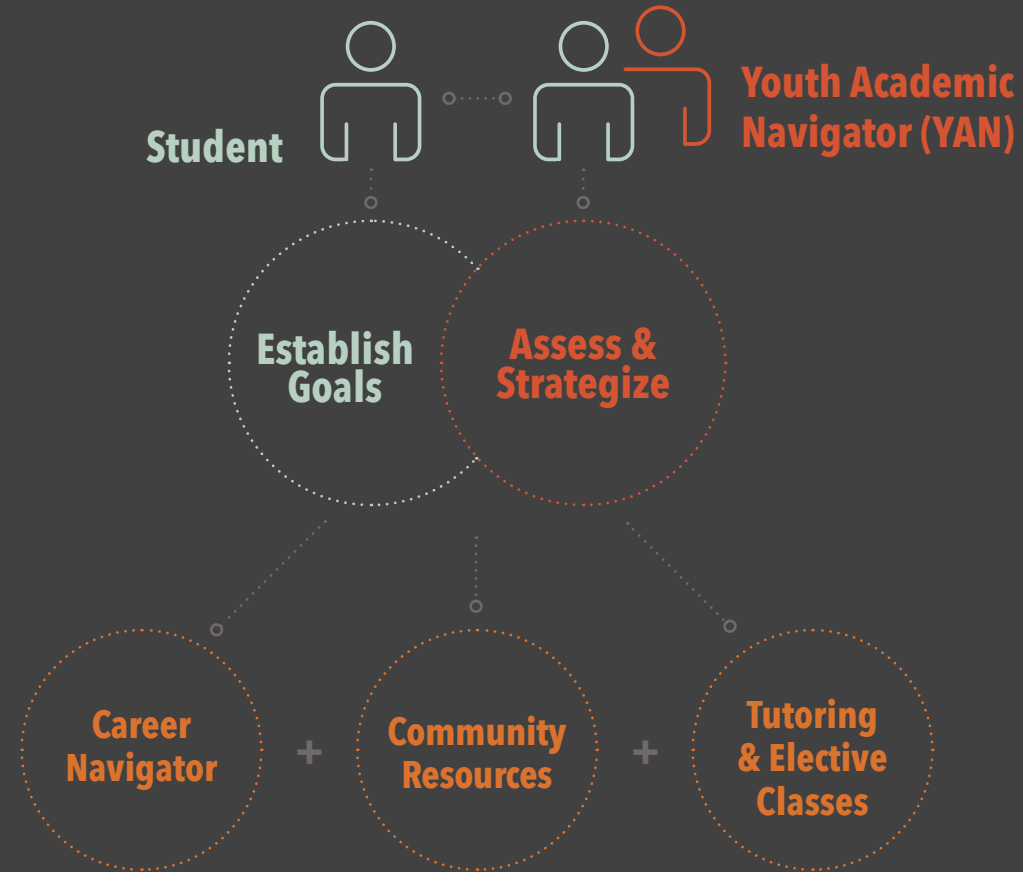 Student
Youth Academic
Navigator (YAN)
Establish
Goals
Assess &
Strategize
Career
Navigator
+
Community
Resources
+
Tutoring
& Elective
Classes